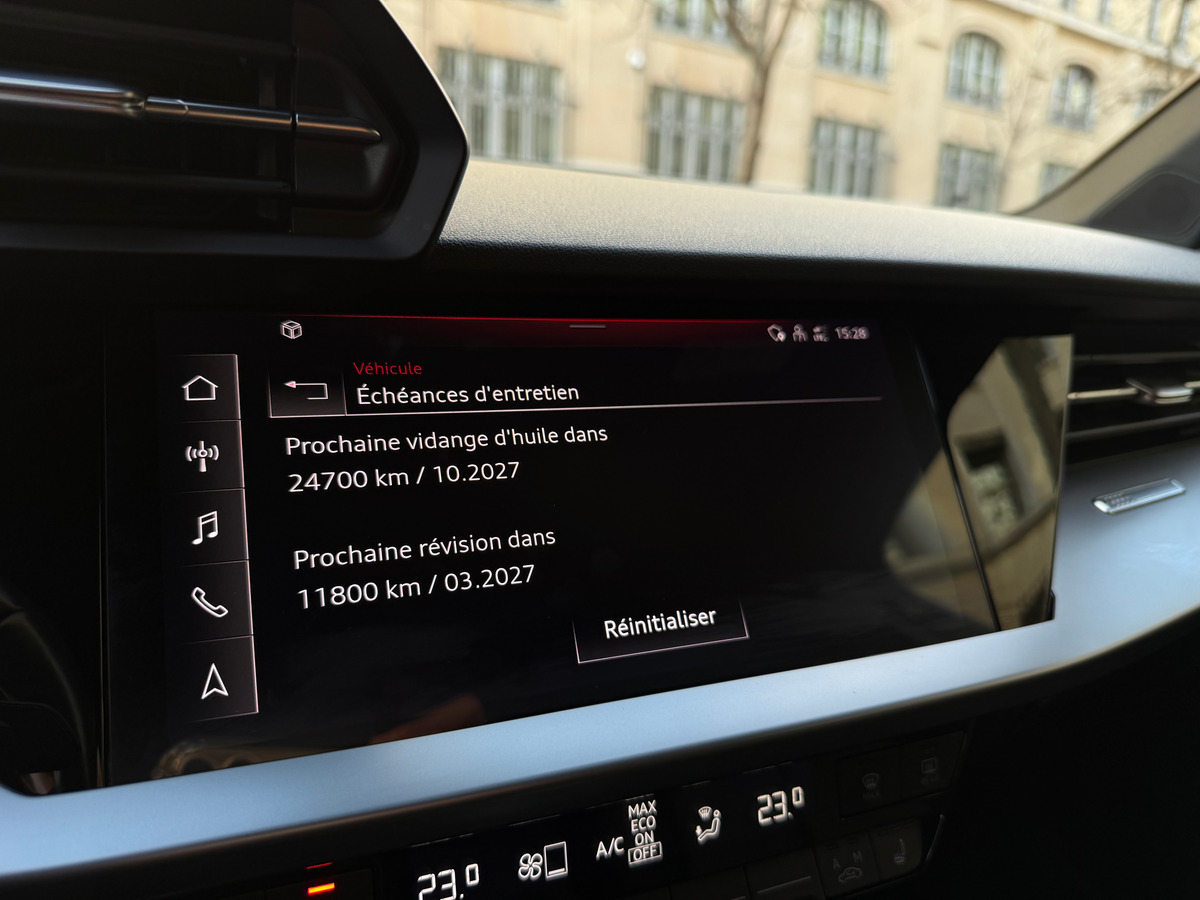 15:28
Véhicule
Échéances d'entretien
Prochaine vidange d'huile dans
24700 km / 10.2027
Prochaine révision dans
11800 km / 03.2027
Réinitialiser
MAX
ECO
A/C ON
OFF
23.0
23.0
A M